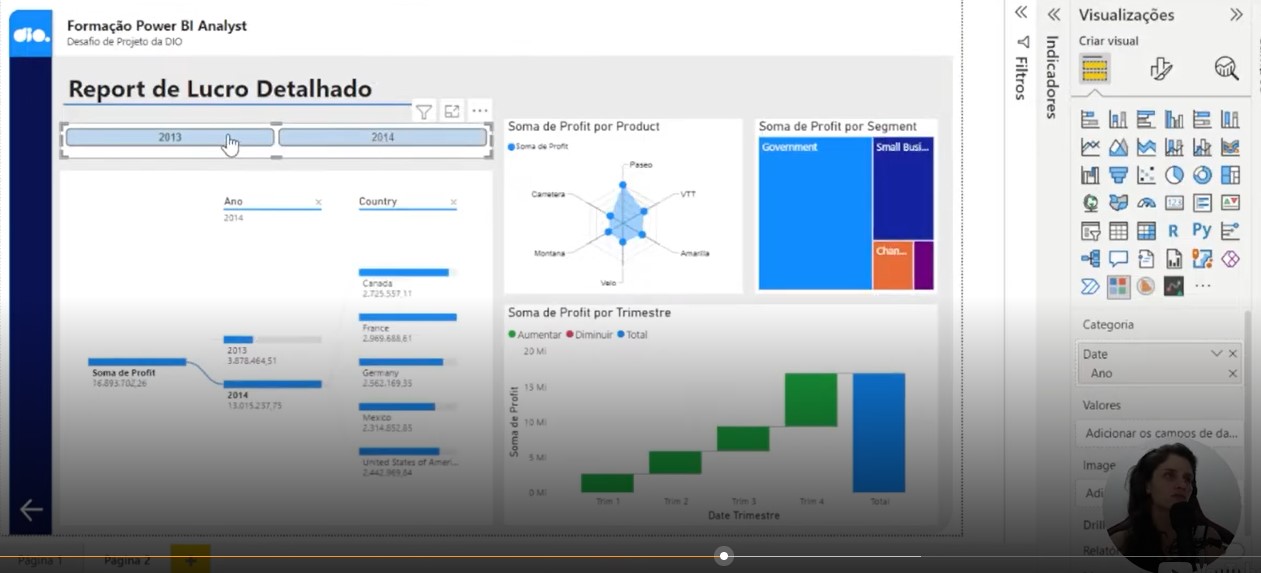 dio.
Formação Power BI Analyst
Desafio de Projeto da DIO
Report de Lucro Detalhado
2013
2014
Ano
2014
Country
Canada
2.725.557,11
France
2.969.688,61
2013
3.878.464,51
Soma de Profit
16.893.702,26
Germany
2.562.169,35
2014
13.015.237,75
Mexico
2.314.852,85
United States of Amer...
2.442.969,84
Soma de Profit por Product
Soma de Profit
Paseo
Carretera
VTT
Montana
Amarilla
Velo
Soma de Profit por Segment
Government
Small Busi...
Chan...
Soma de Profit por Trimestre
Aumentar
Diminuir
Total
20 Mi
15 Mi
10 Mi
5 Mi
0 Mi
Soma de Profit
Trim 1
Trim 2
Trim 3
Trim 4
Total
Date Trimestre
Página 1
Página 2
+
Filtros
Indicadores
Visualizações
Criar visual
123
R
Py
Categoria
Date
Ano
Valores
Adicionar os campos de da...
Image
Adi
Drill
Relató